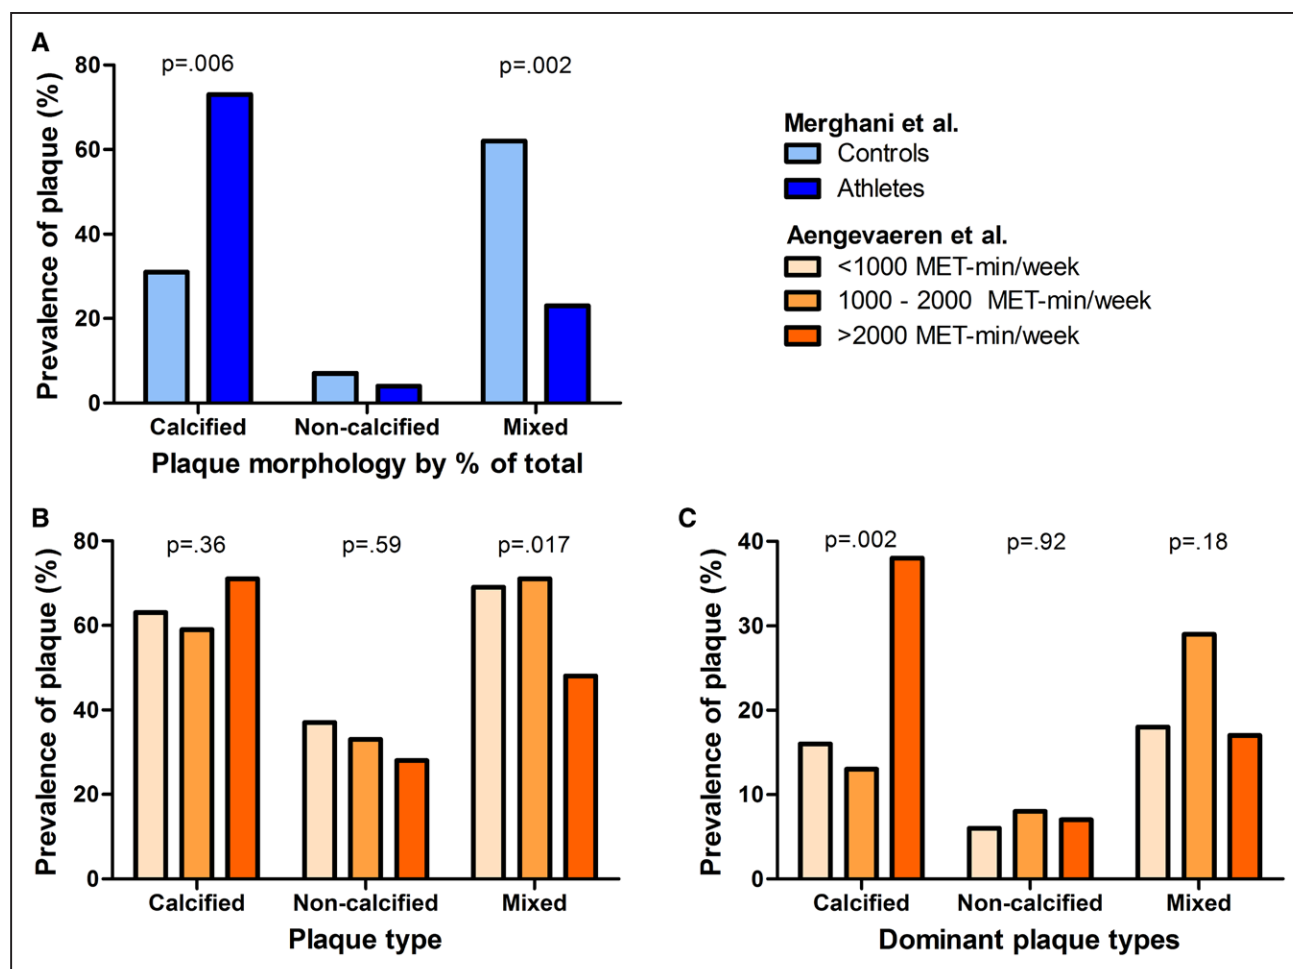 A
Prevalence of plaque (%)
80
60
40
20
0
p=.006
p=.002
Calcified
Non-calcified
Mixed
Plaque morphology by % of total
Merghani et al.
Controls
Athletes
Aengevaeren et al.
<1000 MET-min/week
1000 - 2000 MET-min/week
>2000 MET-min/week
B
Prevalence of plaque (%)
80
60
40
20
0
p=.36
p=.59
p=.017
Calcified
Non-calcified
Mixed
Plaque type
C
Prevalence of plaque (%)
40
30
20
10
0
p=.002
p=.92
p=.18
Calcified
Non-calcified
Mixed
Dominant plaque types